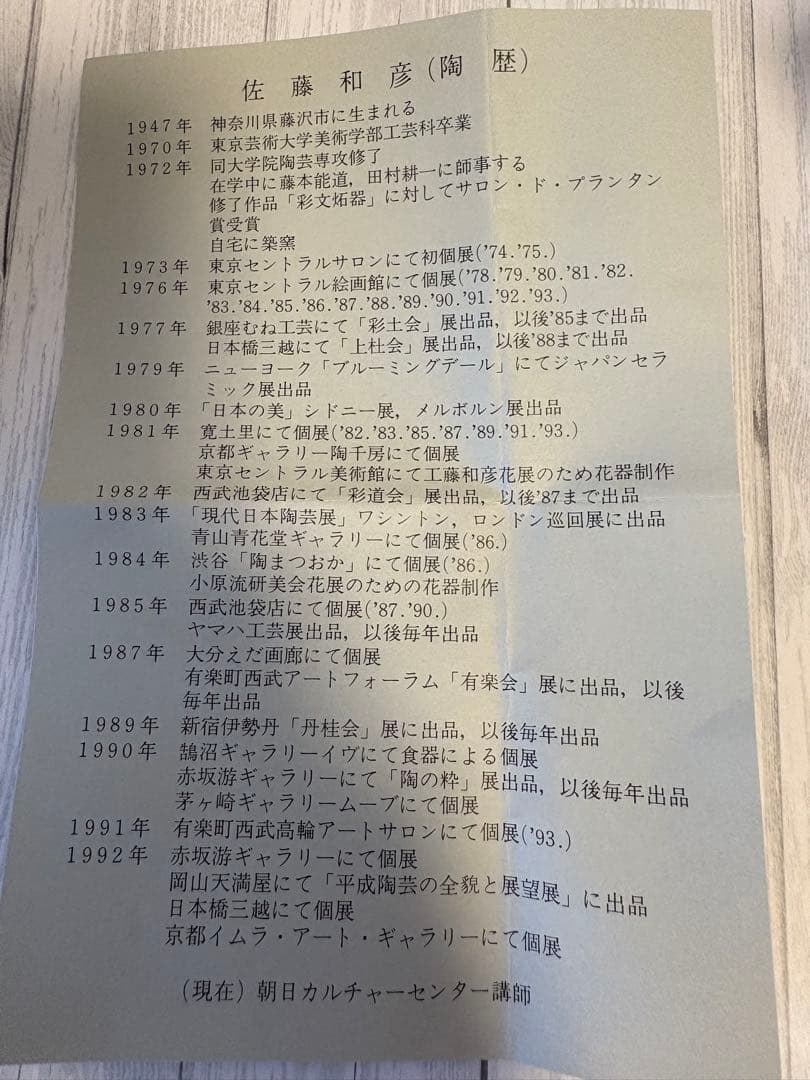 佐藤和彦(陶歴)
1947年 神奈川県藤沢市に生まれる
1970年 東京芸術大学美術学部工芸科卒業
1972年 同大学院陶芸専攻修了
在学中に藤本能道，田村耕一に師事する
修了作品「彩文炻器」に対してサロン・ド・プランタン
賞受賞
自宅に築窯
1973年 東京セントラルサロンにて初個展('74.'75.)
1976年 東京セントラル絵画館にて個展('78.'79.'80.'81.'82.
'83.'84.'85.'86.'87.'88.'89.'90.'91.'92.'93.)
1977年 銀座むね工芸にて「彩土会」展出品，以後'85まで出品
日本橋三越にて「上杜会」展出品，以後'88まで出品
1979年 ニューヨーク「ブルーミングデール」にてジャパンセラ
ミック展出品
1980年 「日本の美」シドニー展，メルボルン展出品
1981年 寛土里にて個展('82.'83.'85.'87.'89.'91.'93.)
京都ギャラリー陶千房にて個展
東京セントラル美術館にて工藤和彦花展のため花器制作
1982年 西武池袋店にて「彩道会」展出品，以後'87まで出品
1983年 「現代日本陶芸展」ワシントン，ロンドン巡回展に出品
青山青花堂ギャラリーにて個展('86.)
1984年 渋谷「陶まつおか」にて個展('86.)
小原流研美会花展のための花器制作
1985年 西武池袋店にて個展('87.'90.)
ヤマハ工芸展出品，以後毎年出品
1987年 大分えだ画廊にて個展
有楽町西武アートフォーラム「有楽会」展に出品，以後
毎年出品
1989年 新宿伊勢丹「丹桂会」展に出品，以後毎年出品
1990年 鵠沼ギャラリーイヴにて食器による個展
赤坂游ギャラリーにて「陶の粋」展出品，以後毎年出品
茅ヶ崎ギャラリームーブにて個展
1991年 有楽町西武高輪アートサロンにて個展('93.)
1992年 赤坂游ギャラリーにて個展
岡山天満屋にて「平成陶芸の全貌と展望展」に出品
日本橋三越にて個展
京都イムラ・アート・ギャラリーにて個展
(現在)朝日カルチャーセンター講師